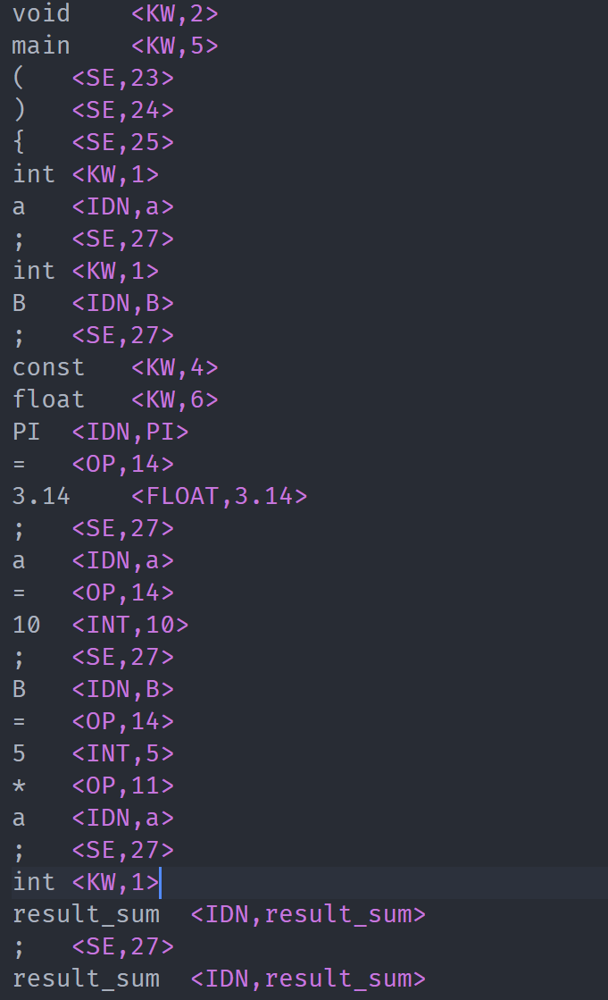 void	<KW,2>
main	<KW,5>
(	<SE,23>
)	<SE,24>
{	<SE,25>
int	<KW,1>
a	<IDN,a>
;	<SE,27>
int	<KW,1>
B	<IDN,B>
;	<SE,27>
const	<KW,4>
float	<KW,6>
PI	<IDN,PI>
=	<OP,14>
3.14	<FLOAT,3.14>
;	<SE,27>
a	<IDN,a>
=	<OP,14>
10	<INT,10>
;	<SE,27>
B	<IDN,B>
=	<OP,14>
5	<INT,5>
*	<OP,11>
a	<IDN,a>
;	<SE,27>
int	<KW,1>
result_sum	<IDN,result_sum>
;	<SE,27>
result_sum	<IDN,result_sum>